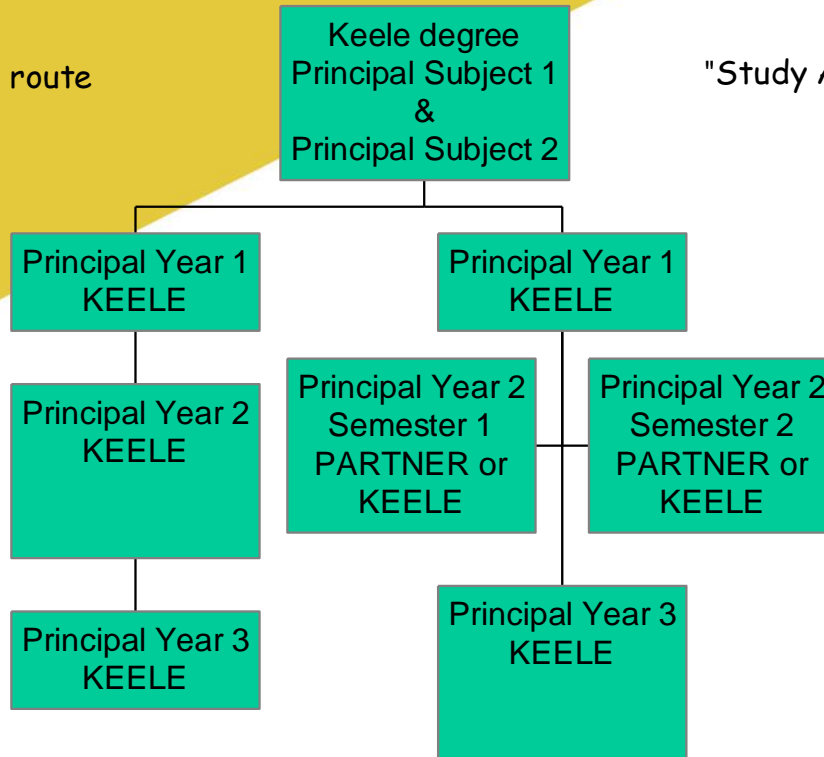 Keele degree
Principal Subject 1
&
Principal Subject 2
route
"Study
Principal Year 1
KEELE
Principal Year 1
KEELE
Principal Year 2
KEELE
Principal Year 2
Semester 1
PARTNER or
KEELE
Principal Year 2
Semester 2
PARTNER or
KEELE
Principal Year 3
KEELE
Principal Year 3
KEELE